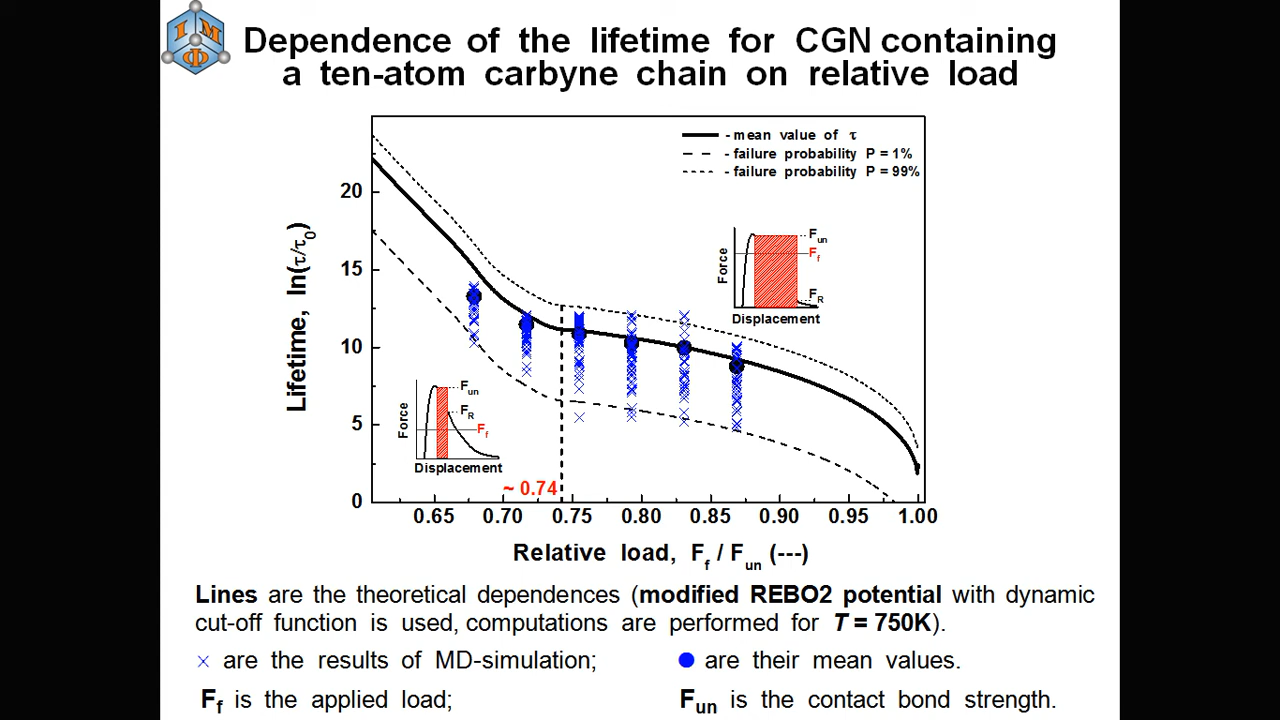 І М Ф
Dependence of the lifetime for CGN containing
a ten-atom carbyne chain on relative load
- mean value of τ
- failure probability P = 1%
- failure probability P = 99%
20
15
10
5
0
Lifetime, ln(τ/τ0)
Force
Fun
Ff
FR
Displacement
Force
Fun
FR
Ff
Displacement
~ 0.74
0.65 0.70 0.75 0.80 0.85 0.90 0.95 1.00
Relative load, Ff / Fun (---)
Lines are the theoretical dependences (modified REBO2 potential with dynamic
cut-off function is used, computations are performed for T = 750K).
× are the results of MD-simulation;
● are their mean values.
Ff is the applied load;
Fun is the contact bond strength.